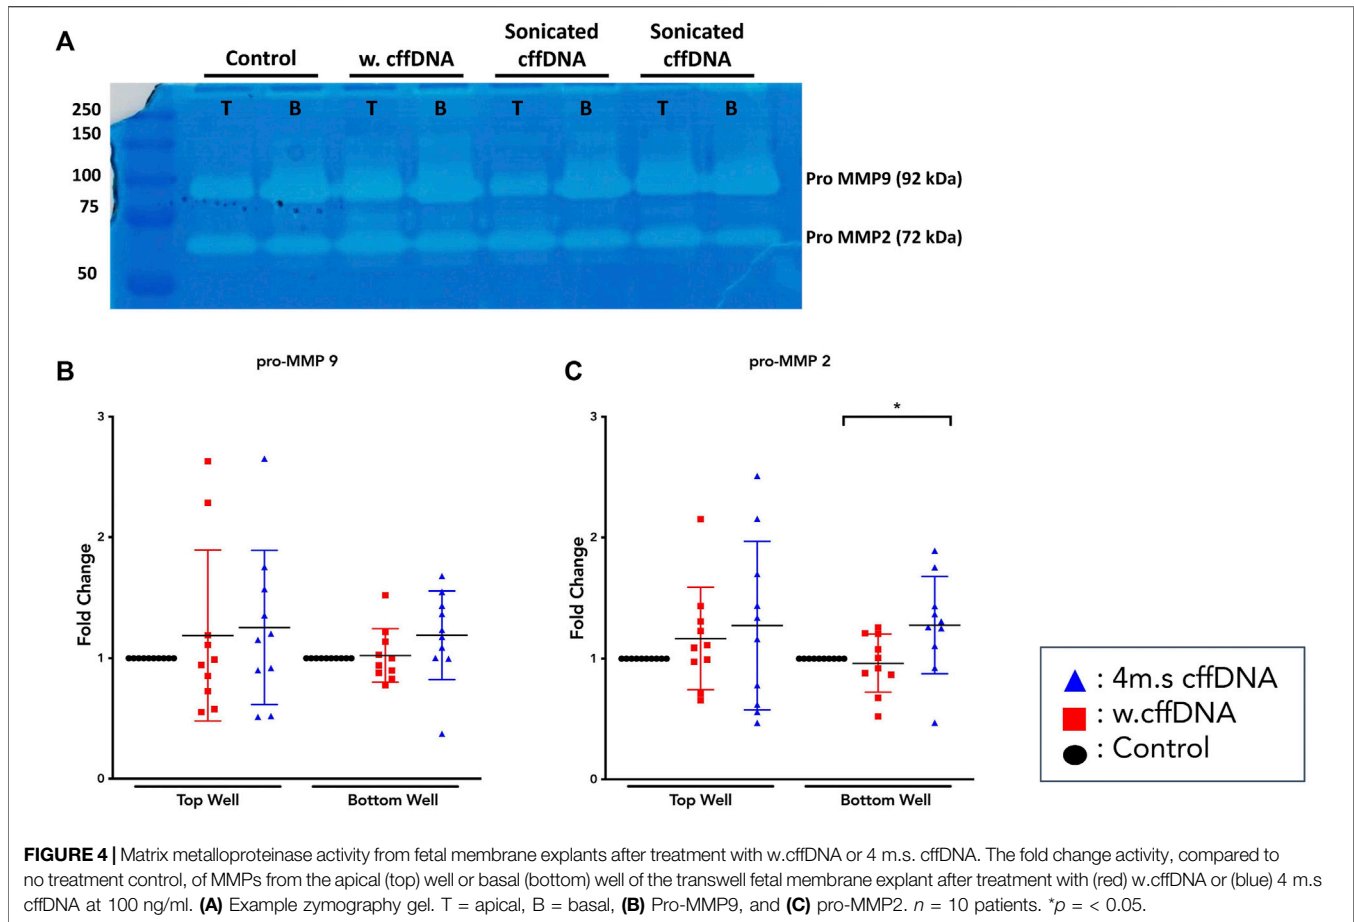 A
Control w. cffDNA Sonicated cffDNA Sonicated cffDNA
T B T B T B T B
250
150
100
75
50
Pro MMP9 (92 kDa)
Pro MMP2 (72 kDa)
B
pro-MMP 9
Fold Change
3
2
1
0
Top Well Bottom Well
C
pro-MMP 2
*
Fold Change
3
2
1
0
Top Well Bottom Well
: 4m.s cffDNA
: w.cffDNA
: Control
FIGURE 4 | Matrix metalloproteinase activity from fetal membrane explants after treatment with w.cffDNA or 4 m.s. cffDNA. The fold change activity, compared to
no treatment control, of MMPs from the apical (top) well or basal (bottom) well of the transwell fetal membrane explant after treatment with (red) w.cffDNA or (blue) 4 m.s
cffDNA at 100 ng/ml. (A) Example zymography gel. T = apical, B = basal, (B) Pro-MMP9, and (C) pro-MMP2. n = 10 patients. *p = < 0.05.